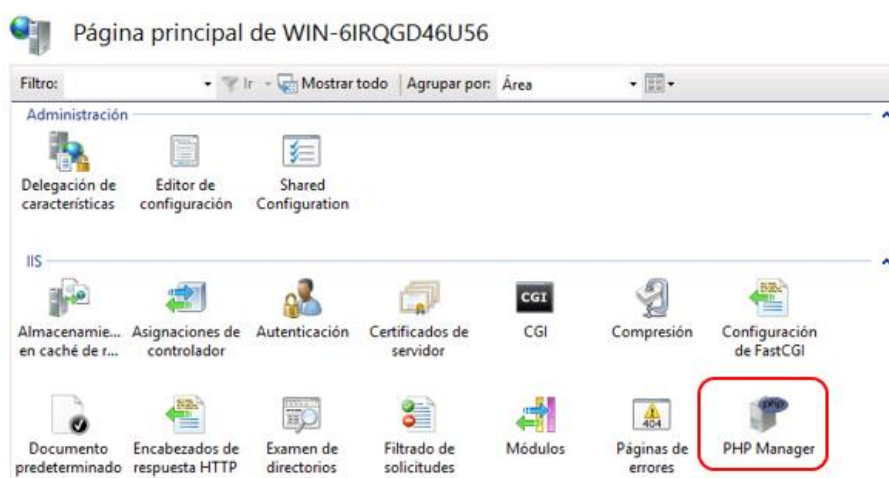 Página principal de WIN-6IRQGD46U56
Filtro: Ir Mostrar todo Agrupar por: Área
Administración
Delegación de características
Editor de configuración
Shared Configuration
IIS
Almacenamie... en caché de r...
Asignaciones de controlador
Autenticación
Certificados de servidor
CGI
CGI
Compresión
Configuración de FastCGI
Documento predeterminado
Encabezados de respuesta HTTP
Examen de directorios
Filtrado de solicitudes
Módulos
404
Páginas de errores
php
PHP Manager